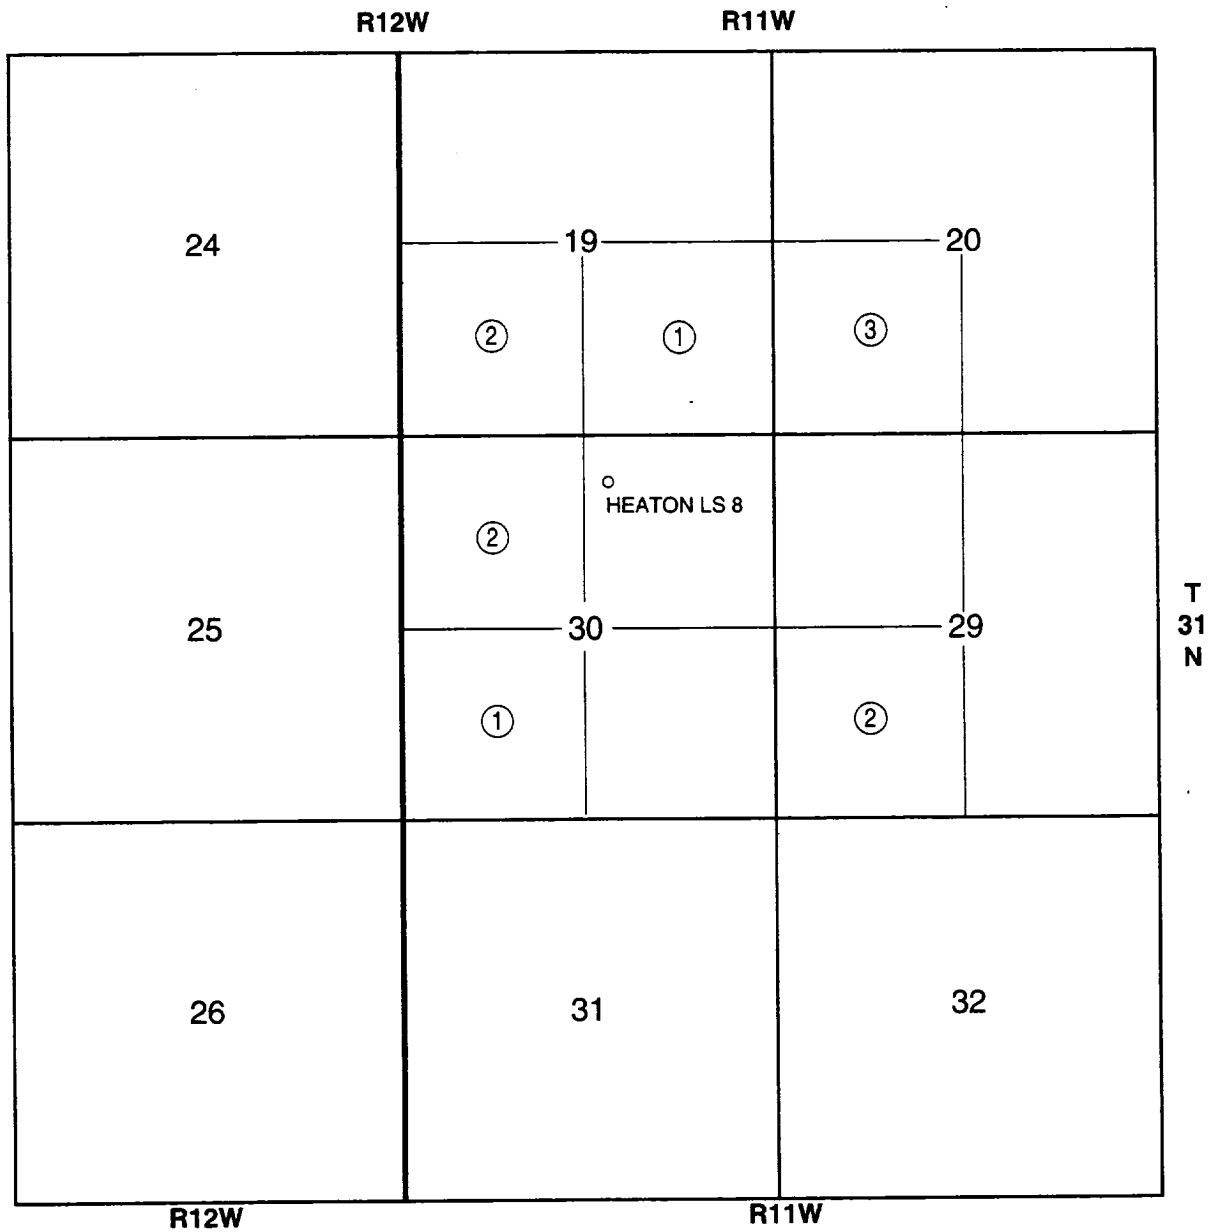 R12W R11W
24 19 20
② ① ③
HEATON LS 8
②
T
31
N
25 30 29
① ②
26 31 32
R12W R11W